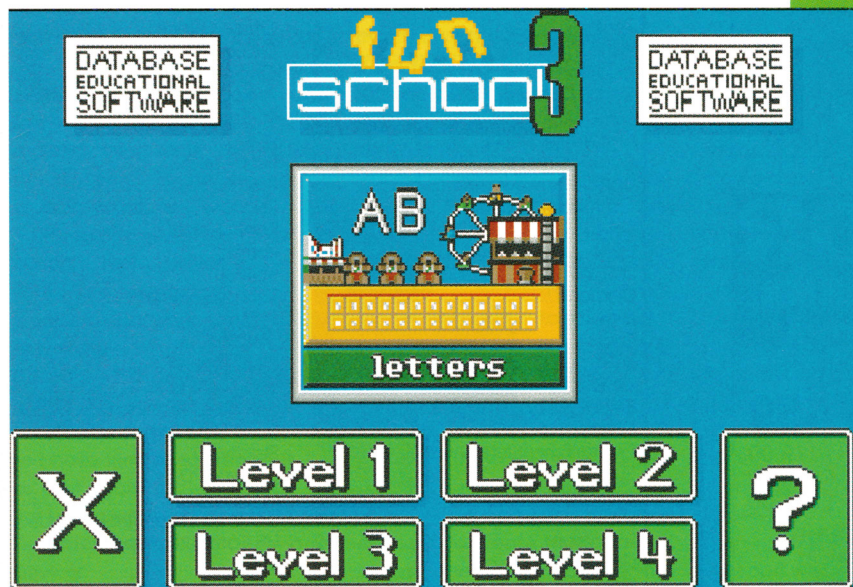 DATABASE
EDUCATIONAL
SOFTWARE
fun
school 3
DATABASE
EDUCATIONAL
SOFTWARE
AB
letters
X
Level 1
Level 2
?
Level 3
Level 4